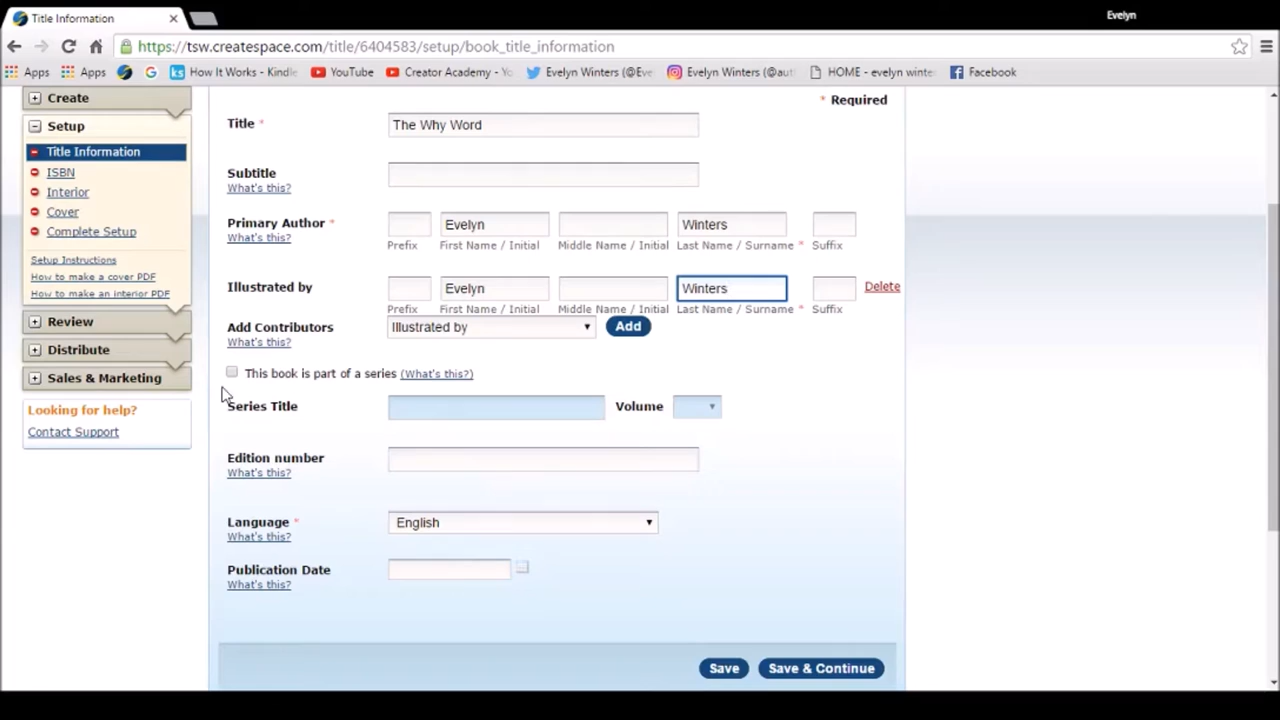 Title Information
Evelyn
https://tsw.createspace.com/title/6404583/setup/book_title_information
Apps Apps How It Works - Kindle YouTube Creator Academy - Yo Evelyn Winters (@Eve Evelyn Winters (@aut HOME - evelyn winte Facebook
Create
* Required
Setup
Title * The Why Word
Title Information
ISBN
Subtitle
What's this?
Interior
Cover
Primary Author * Evelyn Winters
What's this?
Prefix First Name / Initial Middle Name / Initial Last Name / Surname * Suffix
Complete Setup
Setup Instructions
How to make a cover PDF
How to make an interior PDF
Illustrated by Evelyn Winters Delete
Prefix First Name / Initial Middle Name / Initial Last Name / Surname * Suffix
Review
Add Contributors Illustrated by Add
What's this?
Distribute
Sales & Marketing
This book is part of a series (What's this?)
Looking for help?
Contact Support
Series Title Volume
Edition number
What's this?
Language * English
What's this?
Publication Date
What's this?
Save Save & Continue